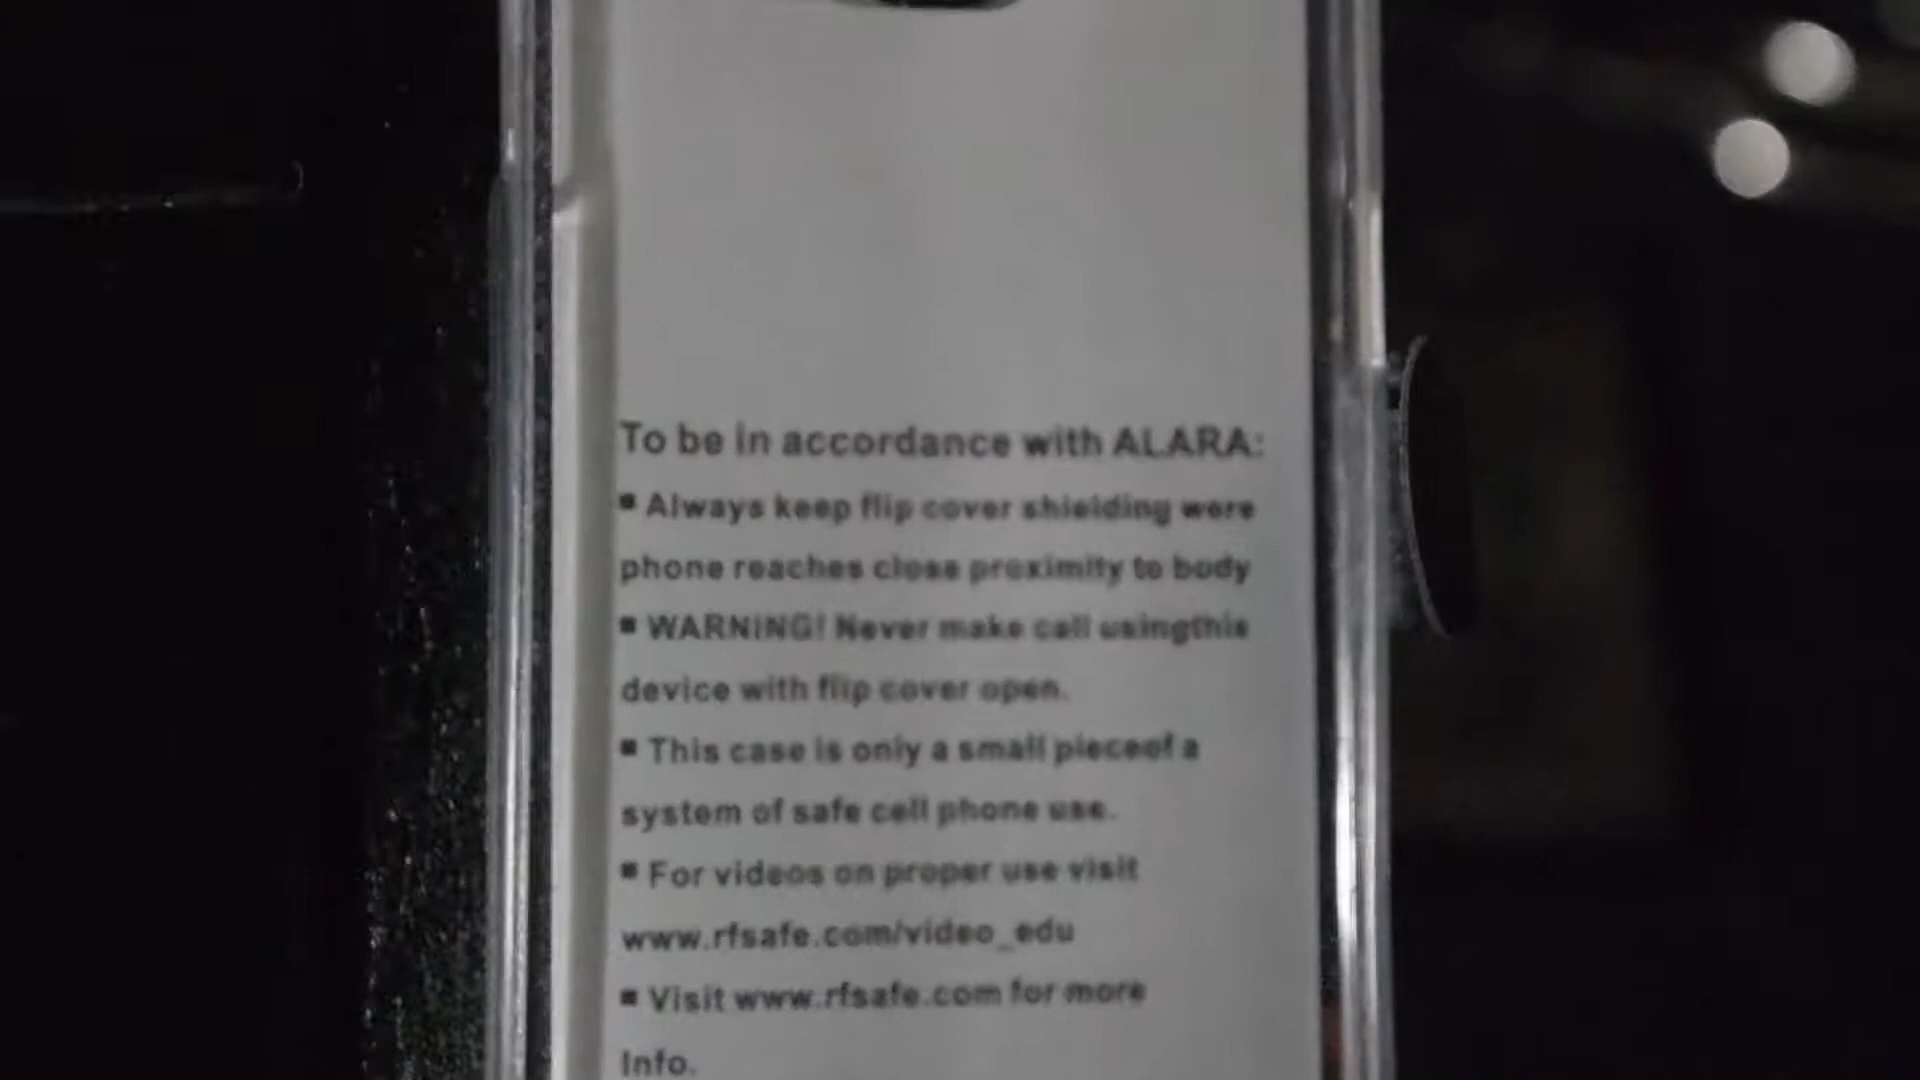 To be in accordance with ALARA:
▪ Always keep flip cover shielding were
phone reaches close proximity to body
▪ WARNING! Never make call usingthis
device with flip cover open.
▪ This case is only a small pieceof a
system of safe cell phone use.
▪ For videos on proper use visit
www.rfsafe.com/video_edu
▪ Visit www.rfsafe.com for more
Info.